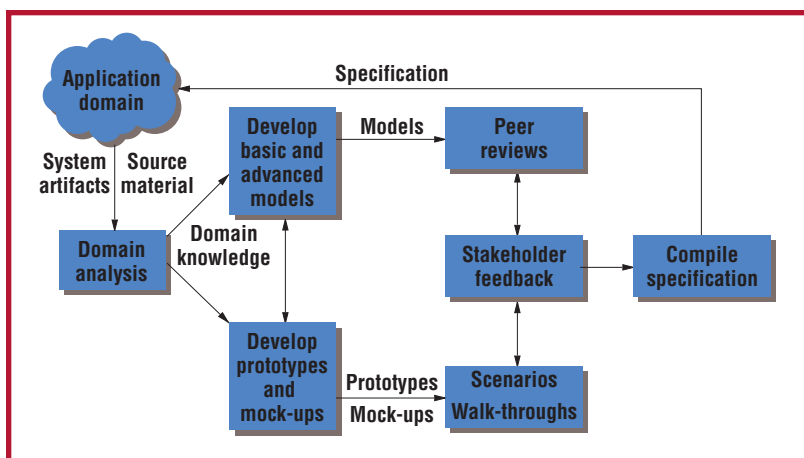 Specification
Application
domain
Develop
basic and
advanced
models
Models
Peer
reviews
System
artifacts
Source
material
Domain
analysis
Domain
knowledge
Stakeholder
feedback
Compile
specification
Develop
prototypes
and
mock-ups
Prototypes
Mock-ups
Scenarios
Walk-throughs